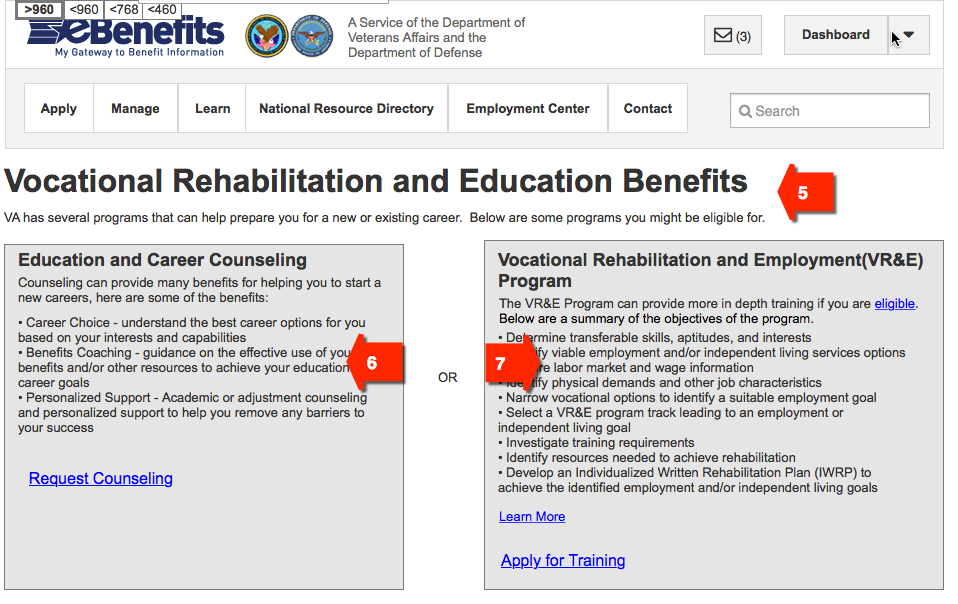 >960 <960 <768 <460
eBenefits
My Gateway to Benefit Information
A Service of the Department of
Veterans Affairs and the
Department of Defense
(3)
Dashboard
Apply Manage Learn National Resource Directory Employment Center Contact
Search
Vocational Rehabilitation and Education Benefits
5
VA has several programs that can help prepare you for a new or existing career. Below are some programs you might be eligible for.
Education and Career Counseling
Counseling can provide many benefits for helping you to start a
new careers, here are some of the benefits:
• Career Choice - understand the best career options for you
based on your interests and capabilities
• Benefits Coaching - guidance on the effective use of you
benefits and/or other resources to achieve your education
career goals
• Personalized Support - Academic or adjustment counseling
and personalized support to help you remove any barriers to
your success
Request Counseling
6
OR
7
Vocational Rehabilitation and Employment(VR&E)
Program
The VR&E Program can provide more in depth training if you are eligible.
Below are a summary of the objectives of the program.
• Determine transferable skills, aptitudes, and interests
viable employment and/or independent living services options
labor market and wage information
• Identify physical demands and other job characteristics
• Narrow vocational options to identify a suitable employment goal
• Select a VR&E program track leading to an employment or
independent living goal
• Investigate training requirements
• Identify resources needed to achieve rehabilitation
• Develop an Individualized Written Rehabilitation Plan (IWRP) to
achieve the identified employment and/or independent living goals
Learn More
Apply for Training